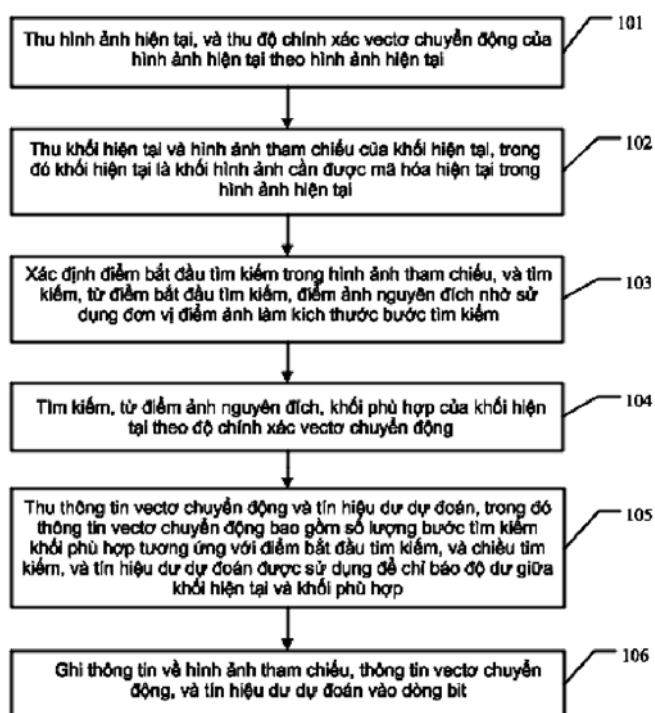 Thu hình ảnh hiện tại, và thu độ chính xác vectơ chuyển động của
hình ảnh hiện tại theo hình ảnh hiện tại
101
Thu khối hiện tại và hình ảnh tham chiếu của khối hiện tại, trong
đó khối hiện tại là khối hình ảnh cần được mã hóa hiện tại trong
hình ảnh hiện tại
102
Xác định điểm bắt đầu tìm kiếm trong hình ảnh tham chiếu, và tìm
kiếm, từ điểm bắt đầu tìm kiếm, điểm ảnh nguyên đích nhờ sử
dụng đơn vị điểm ảnh làm kích thước bước tìm kiếm
103
Tìm kiếm, từ điểm ảnh nguyên đích, khối phù hợp của khối hiện
tại theo độ chính xác vectơ chuyển động
104
Thu thông tin vectơ chuyển động và tín hiệu dư dự đoán, trong đó
thông tin vectơ chuyển động bao gồm số lượng bước tìm kiếm
khối phù hợp tương ứng với điểm bắt đầu tìm kiếm, và chiều tìm
kiếm, và tín hiệu dư dự đoán được sử dụng để chỉ báo độ dư giữa
khối hiện tại và khối phù hợp
105
Ghi thông tin về hình ảnh tham chiếu, thông tin vectơ chuyển
động, và tín hiệu dư dự đoán vào dòng bit
106